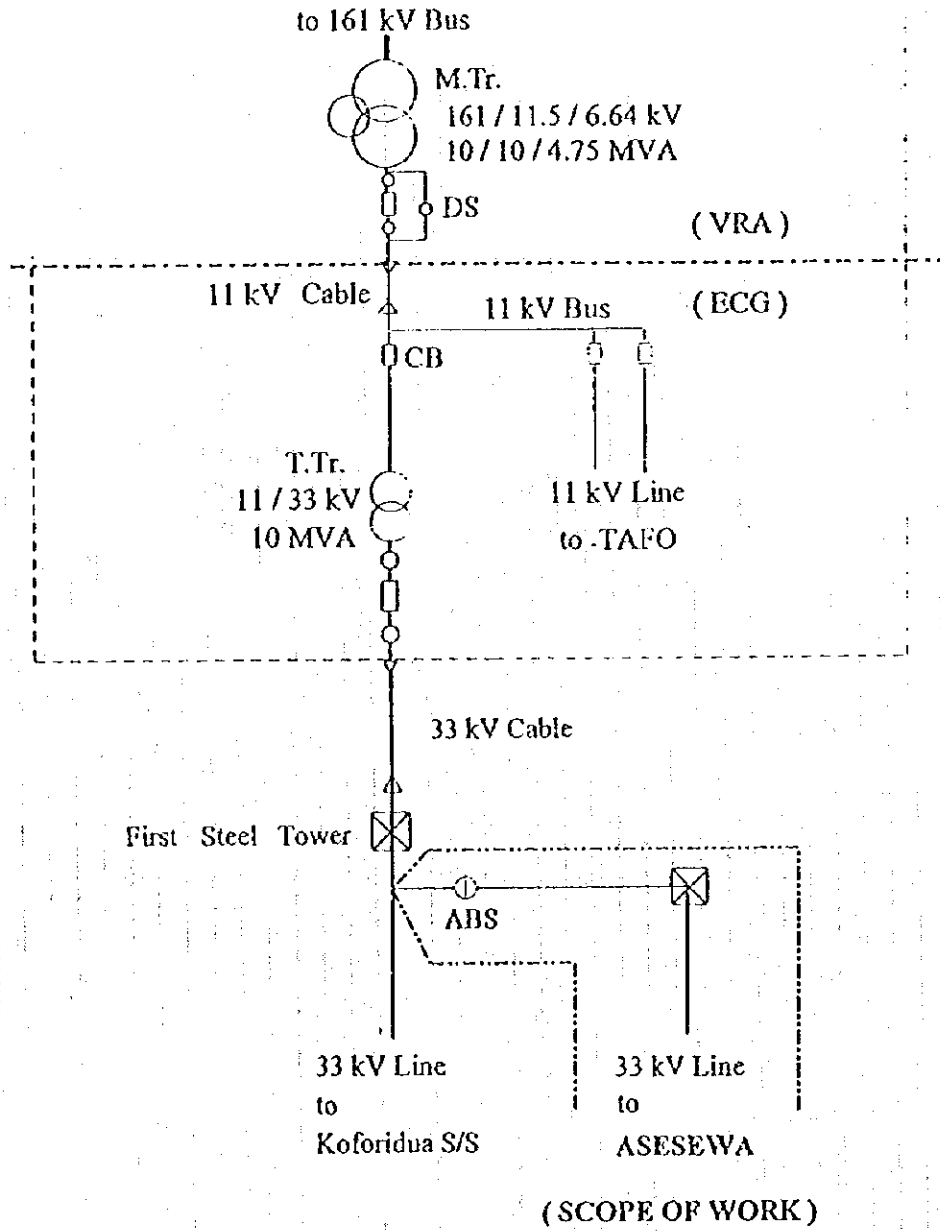 to 161 kV Bus
M.Tr.
161 / 11.5 / 6.64 kV
10 / 10 / 4.75 MVA
DS
( VRA )
11 kV Cable
11 kV Bus
( ECG )
CB
T.Tr.
11 / 33 kV
10 MVA
11 kV Line
to -TAFO
33 kV Cable
First Steel Tower
ABS
33 kV Line
to
Koforidua S/S
33 kV Line
to
ASESEWA
( SCOPE OF WORK )